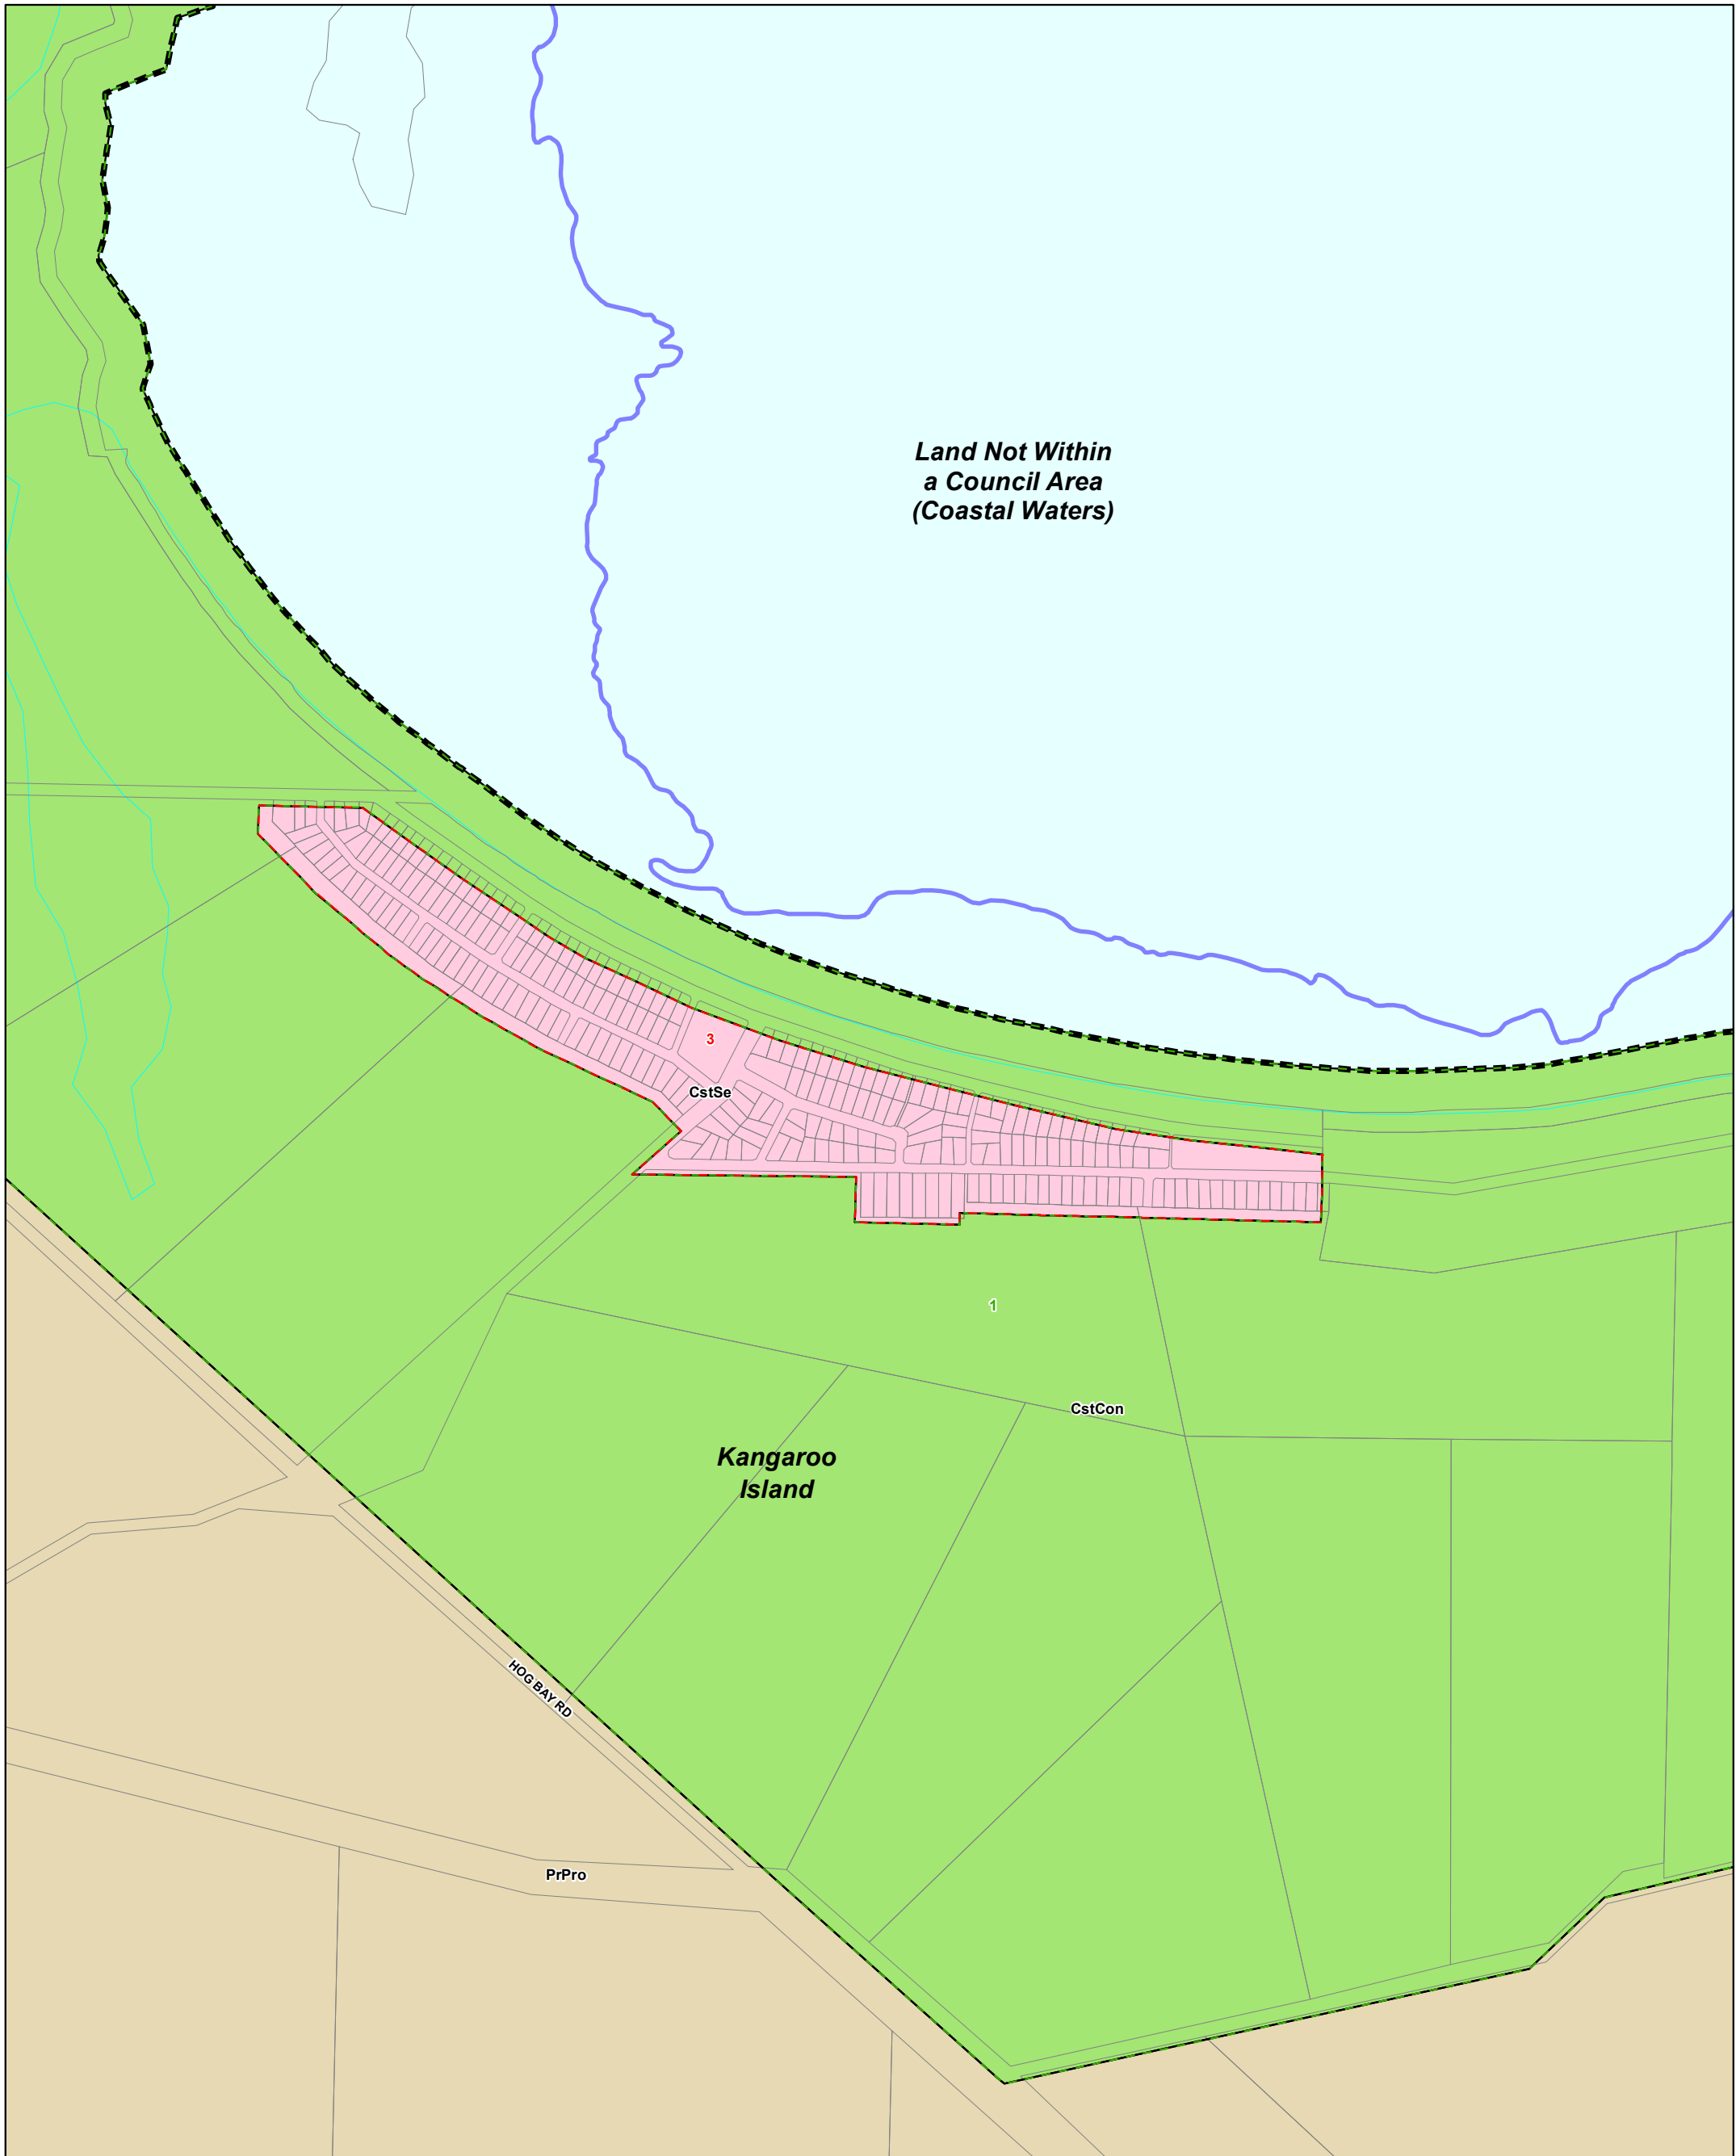 Land Not Within
a Council Area
(Coastal Waters)
3
CstSe
1
CstCon
Kangaroo
Island
HOG BAY RD
PrPro